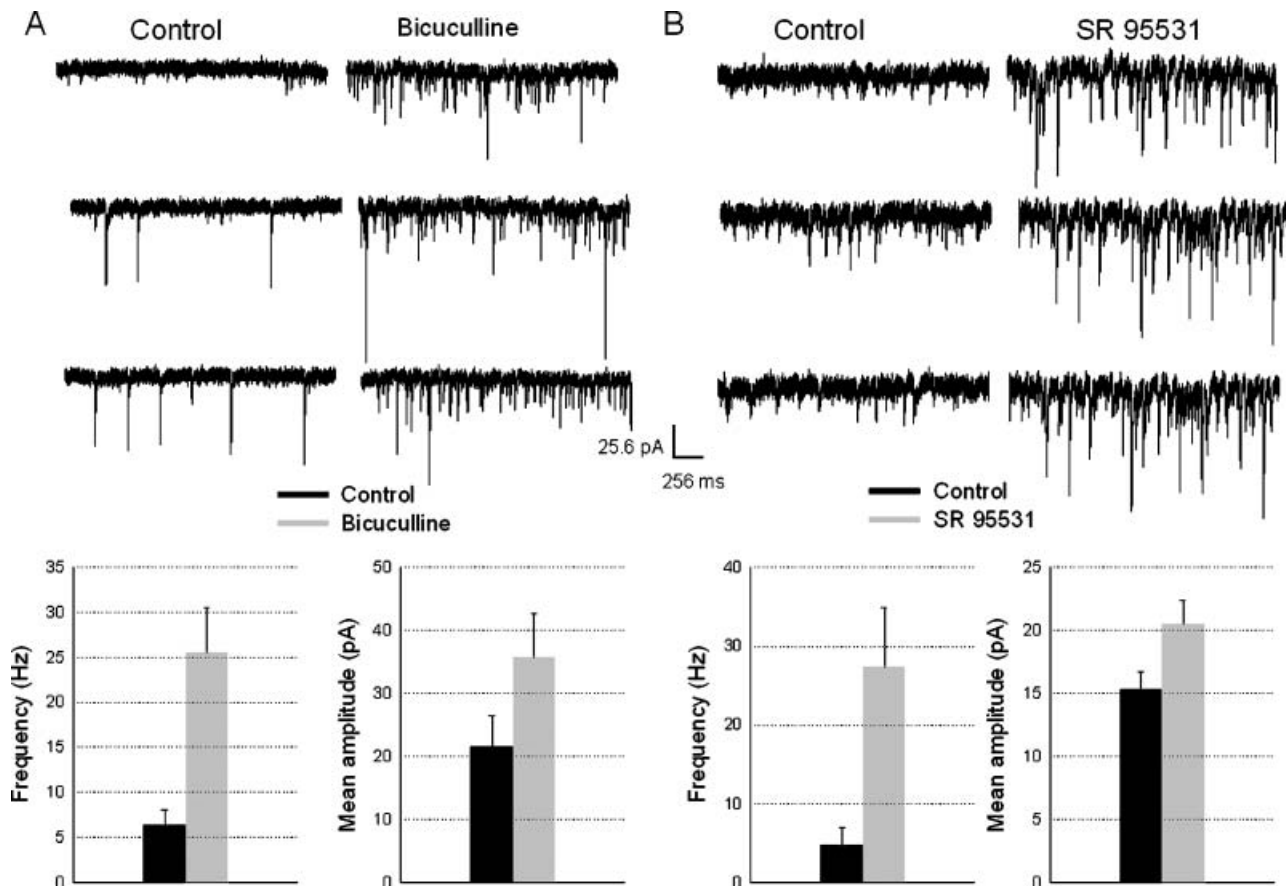 A
Control
Bicuculline
B
Control
SR 95531
25.6 pA
256 ms
Control
Bicuculline
Control
SR 95531
Frequency (Hz)
35
30
25
20
15
10
5
0
Mean amplitude (pA)
50
40
30
20
10
0
Frequency (Hz)
40
30
20
10
0
Mean amplitude (pA)
25
20
15
10
5
0